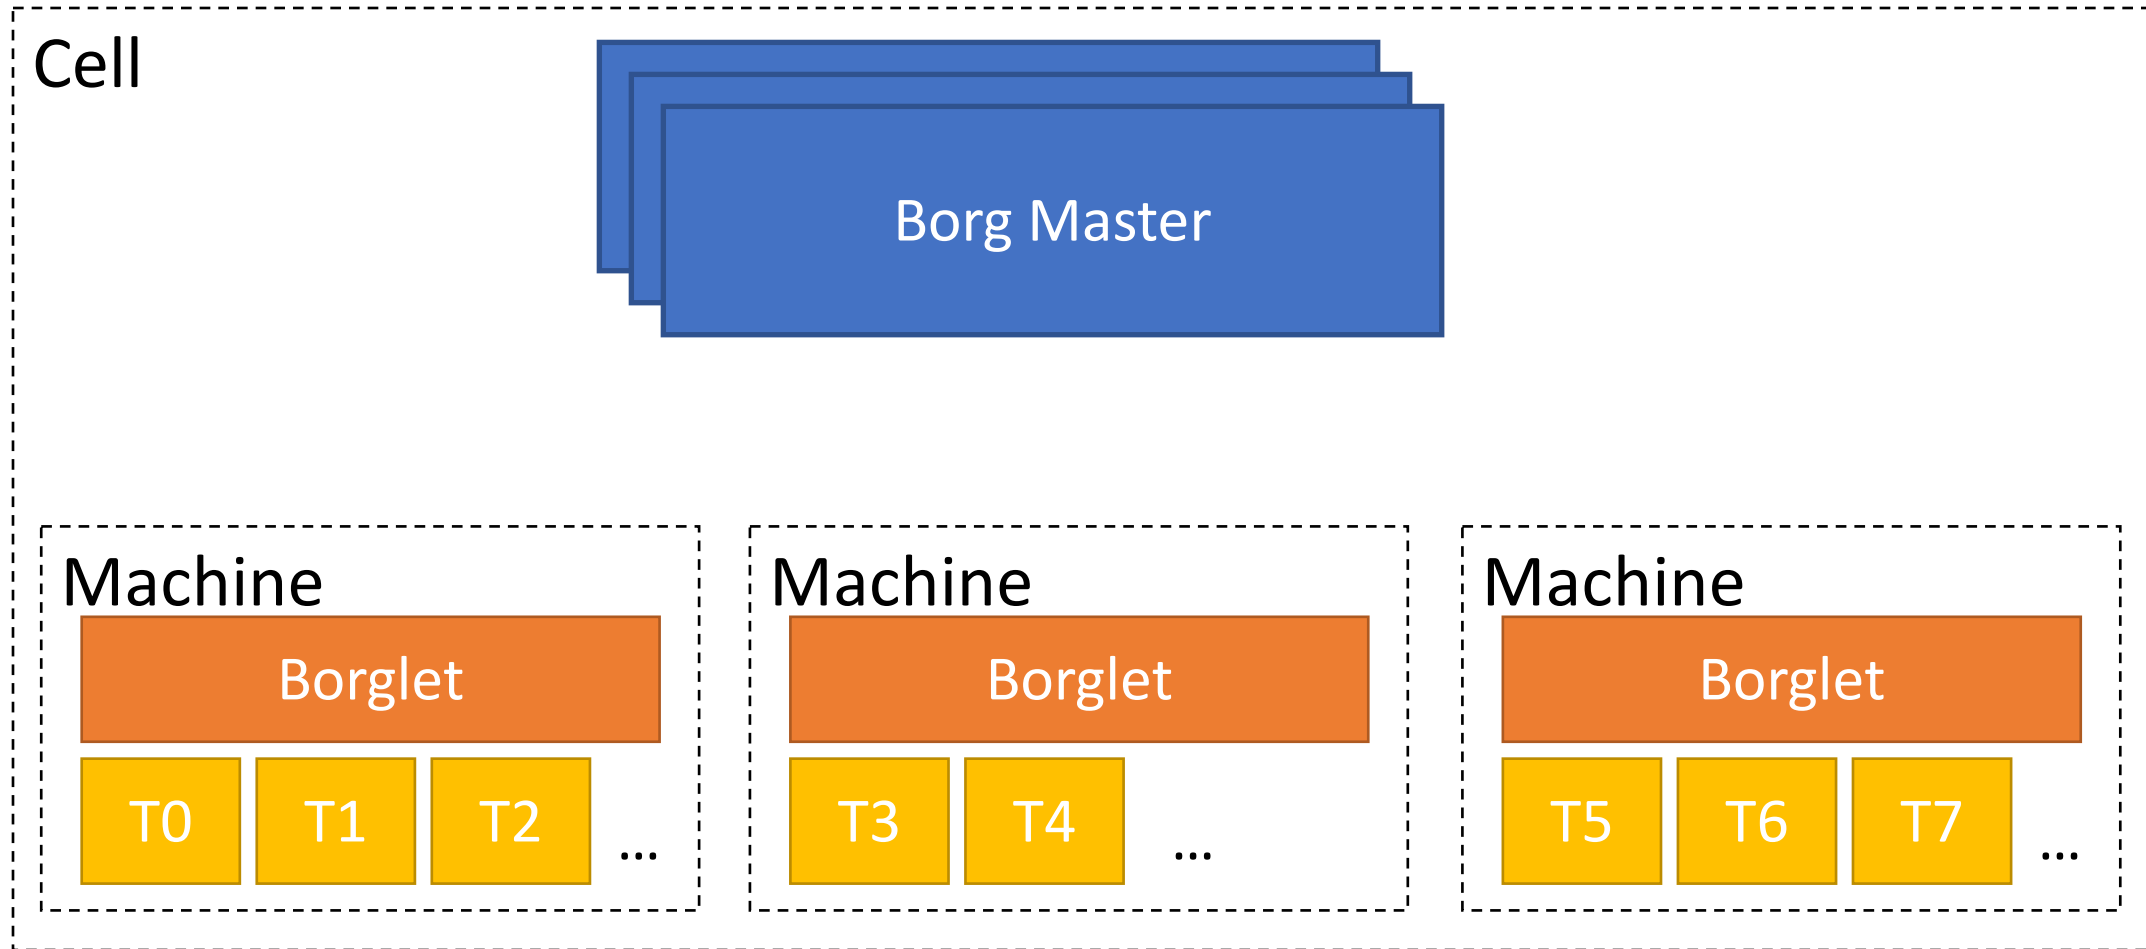 Cell
Borg Master
Machine
Borglet
T0 T1 T2 ...
Machine
Borglet
T3 T4 ...
Machine
Borglet
T5 T6 T7 ...